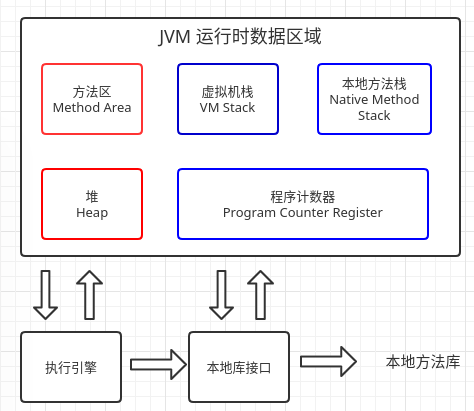 JVM 运行时数据区域
方法区
Method Area
虚拟机栈
VM Stack
本地方法栈
Native Method
Stack
堆
Heap
程序计数器
Program Counter Register
执行引擎
本地库接口
本地方法库